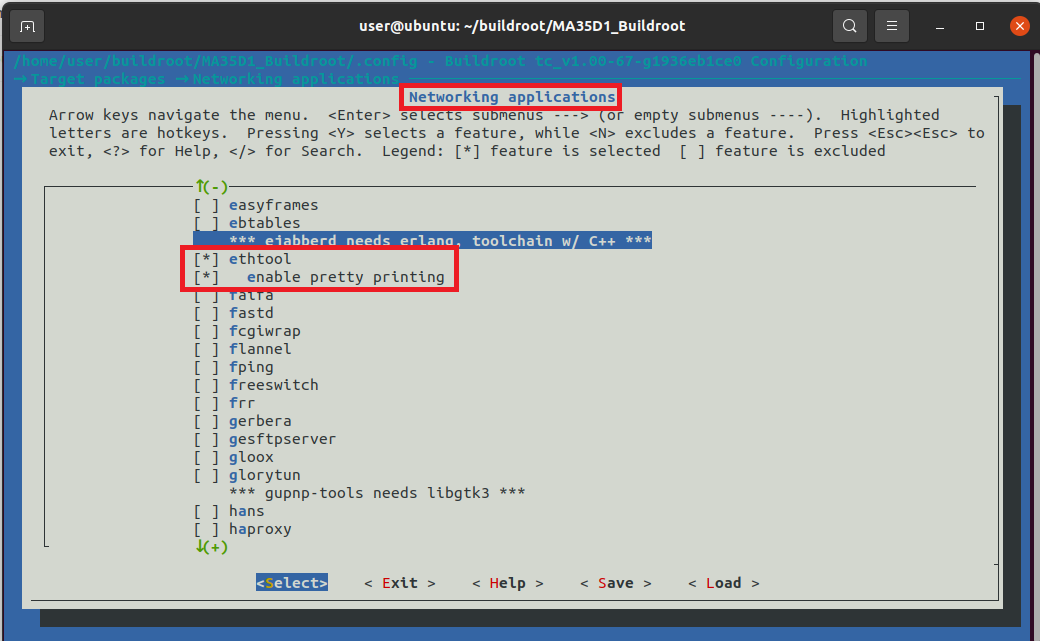 user@ubuntu: ~/buildroot/MA35D1_Buildroot
/home/user/buildroot/MA35D1_Buildroot/.config - Buildroot tc_v1.00-67-g1936eb1ce0 Configuration
→ Target packages → Networking applications
Networking applications
Arrow keys navigate the menu.  <Enter> selects submenus ---> (or empty submenus ----).  Highlighted
letters are hotkeys.  Pressing <Y> selects a feature, while <N> excludes a feature.  Press <Esc><Esc> to
exit, <?> for Help, </> for Search.  Legend: [*] feature is selected  [ ] feature is excluded
↑(-)
[ ] easyframes
[ ] ebtables
*** ejabberd needs erlang, toolchain w/ C++ ***
[*] ethtool
[*]   enable pretty printing
[ ] faifa
[ ] fastd
[ ] fcgiwrap
[ ] flannel
[ ] fping
[ ] freeswitch
[ ] frr
[ ] gerbera
[ ] gesftpserver
[ ] gloox
[ ] glorytun
*** gupnp-tools needs libgtk3 ***
[ ] hans
[ ] haproxy
↓(+)
<Select>    < Exit >    < Help >    < Save >    < Load >